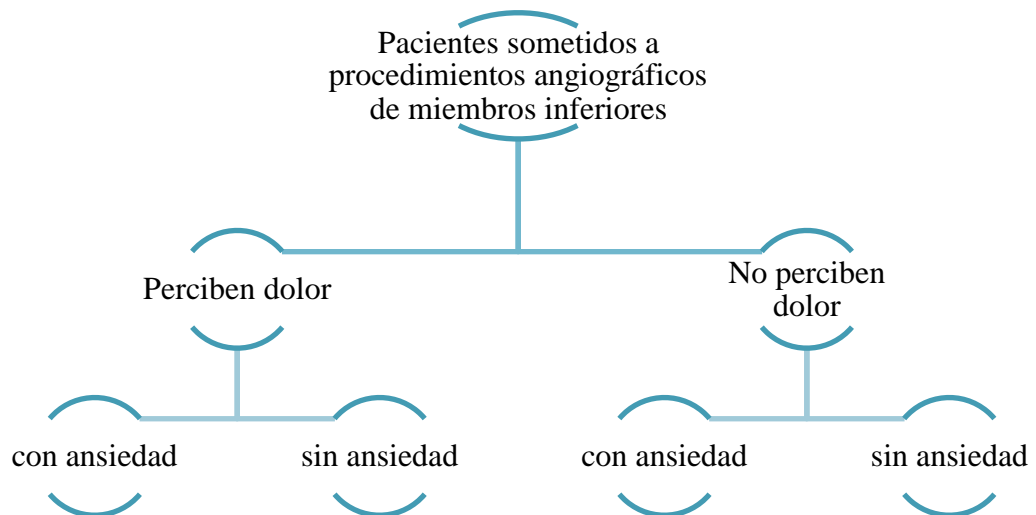 Pacientes sometidos a
procedimientos angiográficos
de miembros inferiores
Perciben dolor
No perciben
dolor
con ansiedad
sin ansiedad
con ansiedad
sin ansiedad